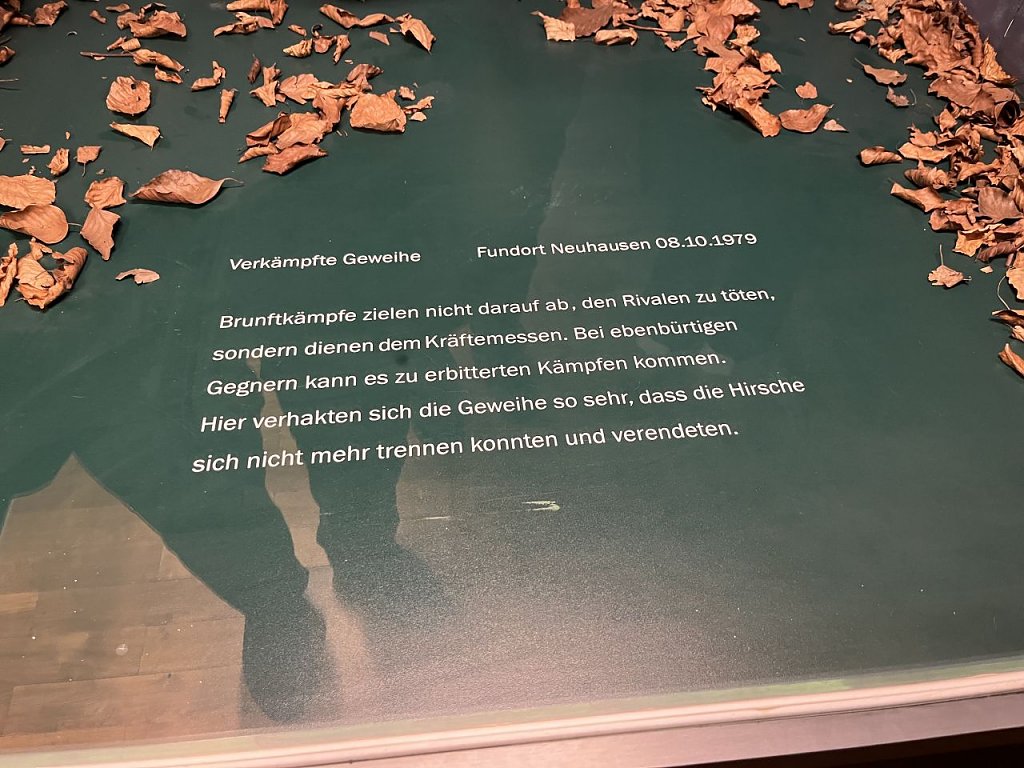 Verkämpfte Geweihe Fundort Neuhausen 08.10.1979
Brunftkämpfe zielen nicht darauf ab, den Rivalen zu töten,
sondern dienen dem Kräftemessen. Bei ebenbürtigen
Gegnern kann es zu erbitterten Kämpfen kommen.
Hier verhakten sich die Geweihe so sehr, dass die Hirsche
sich nicht mehr trennen konnten und verendeten.